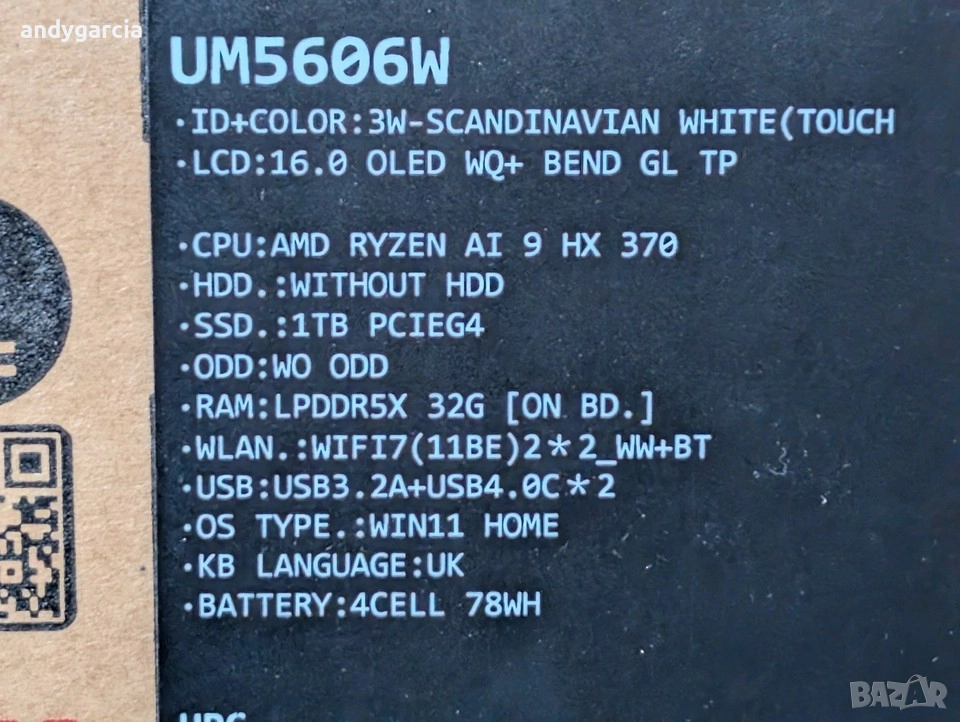 andygarcia
UM5606W
·ID+COLOR:3W-SCANDINAVIAN WHITE(TOUCH
·LCD:16.0 OLED WQ+ BEND GL TP
·CPU:AMD RYZEN AI 9 HX 370
·HDD.:WITHOUT HDD
·SSD.:1TB PCIEG4
·ODD:WO ODD
·RAM:LPDDR5X 32G [ON BD.]
·WLAN.:WIFI7(11BE)2*2_WW+BT
·USB:USB3.2A+USB4.0C*2
·OS TYPE.:WIN11 HOME
·KB LANGUAGE:UK
·BATTERY:4CELL 78WH
BAZAR